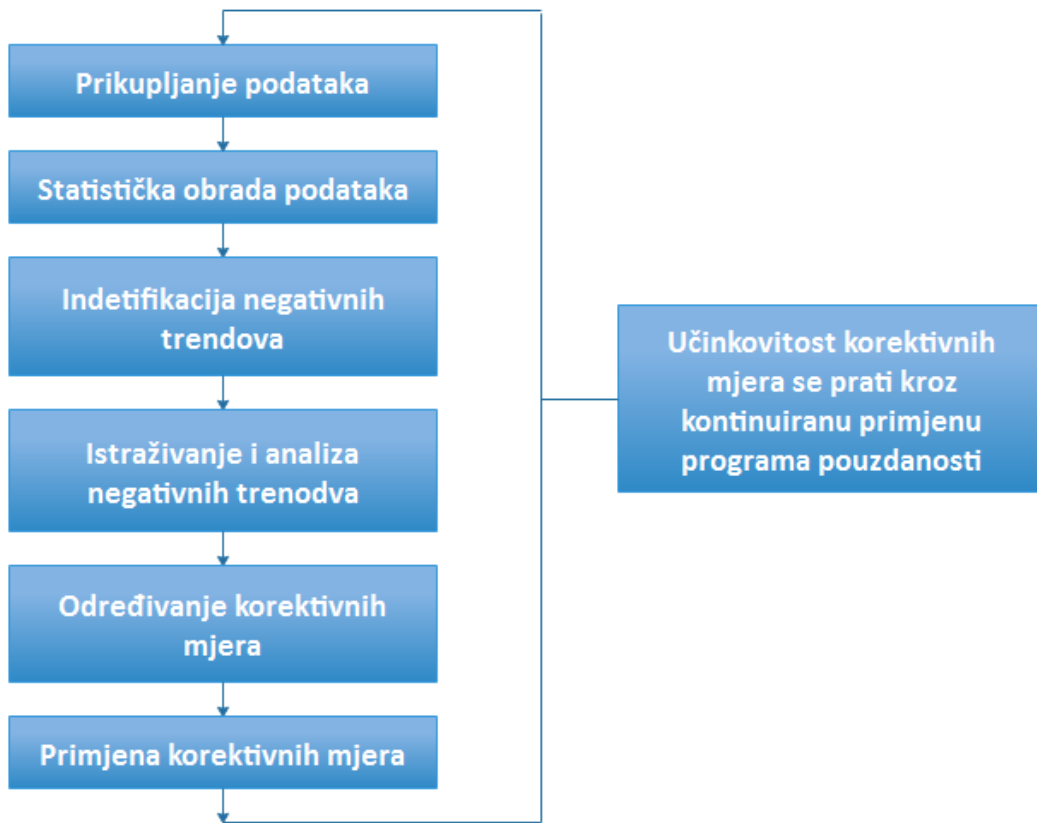 Prikupljanje podataka
Statistička obrada podataka
Indetifikacija negativnih
trendova
Istraživanje i analiza
negativnih trenodva
Određivanje korektivnih
mjera
Primjena korektivnih mjera
Učinkovitost korektivnih
mjera se prati kroz
kontinuiranu primjenu
programa pouzdanosti